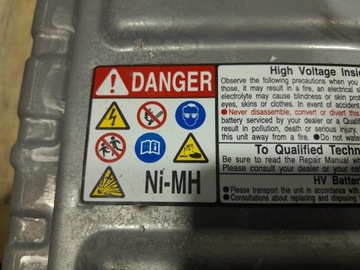 DANGER
Ni-MH
High Voltage Insi
Observe the following precautions when you
those, it may result in a fire, an electrical s
electrolyte may cause blindness or skin prob
eyes, skin or clothes. In event of accident
●Never disassemble, convert or divert this
battery serviced by your dealer or a Qualif
result in pollution, death or serious injury.
this unit away from a fire. ●Do not wate
To Qualified Techn
Be sure to read the Repair Manual wh
Please consult your dealer or your ne
HV Batter
●Please transport this unit in accordance with
●Consultations about replacing and disposing